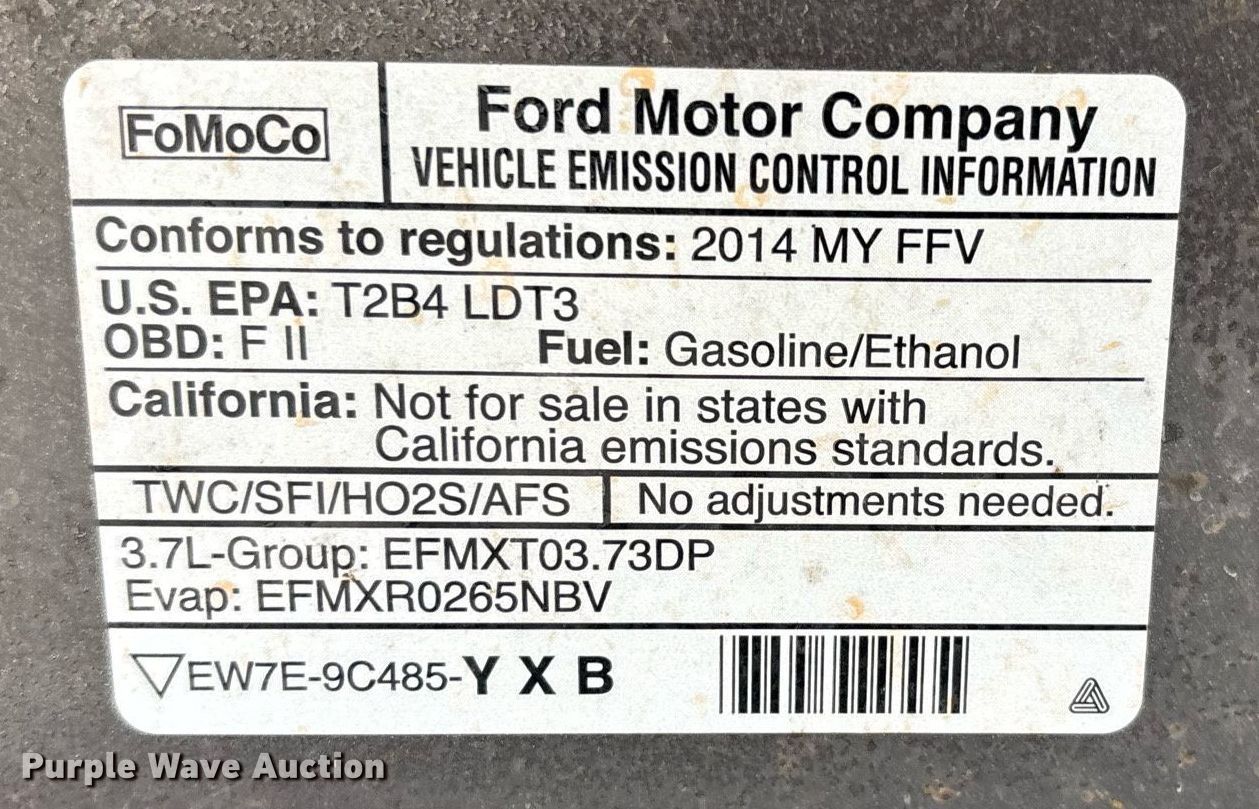 FoMoCo
Ford Motor Company
VEHICLE EMISSION CONTROL INFORMATION
Conforms to regulations: 2014 MY FFV
U.S. EPA: T2B4 LDT3
OBD: F II Fuel: Gasoline/Ethanol
California: Not for sale in states with
California emissions standards.
TWC/SFI/HO2S/AFS No adjustments needed.
3.7L-Group: EFMXT03.73DP
Evap: EFMXR0265NBV
EW7E-9C485-Y X B
Purple Wave Auction